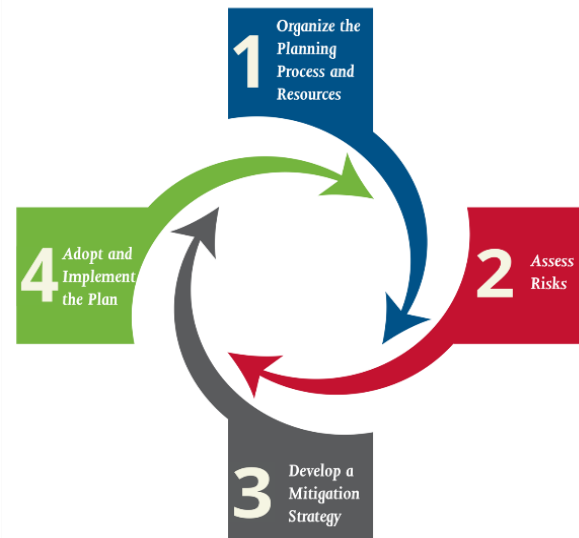 1
Organize the
Planning
Process and
Resources
2
Assess
Risks
3
Develop a
Mitigation
Strategy
4
Adopt and
Implement
the Plan